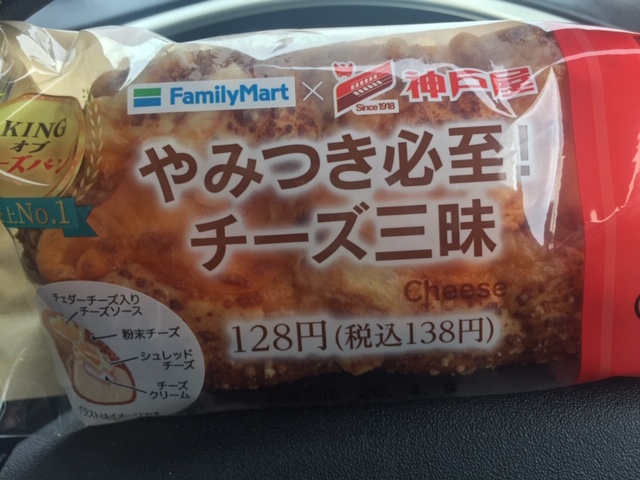 FamilyMart × 神戸屋
Since 1918
KING
オブ
ーズパン
No.1
やみつき必至!
チーズ三昧
Cheese
128円(税込138円)
チェダーチーズ入り
チーズソース
粉末チーズ
シュレッド
チーズ
チーズ
クリーム